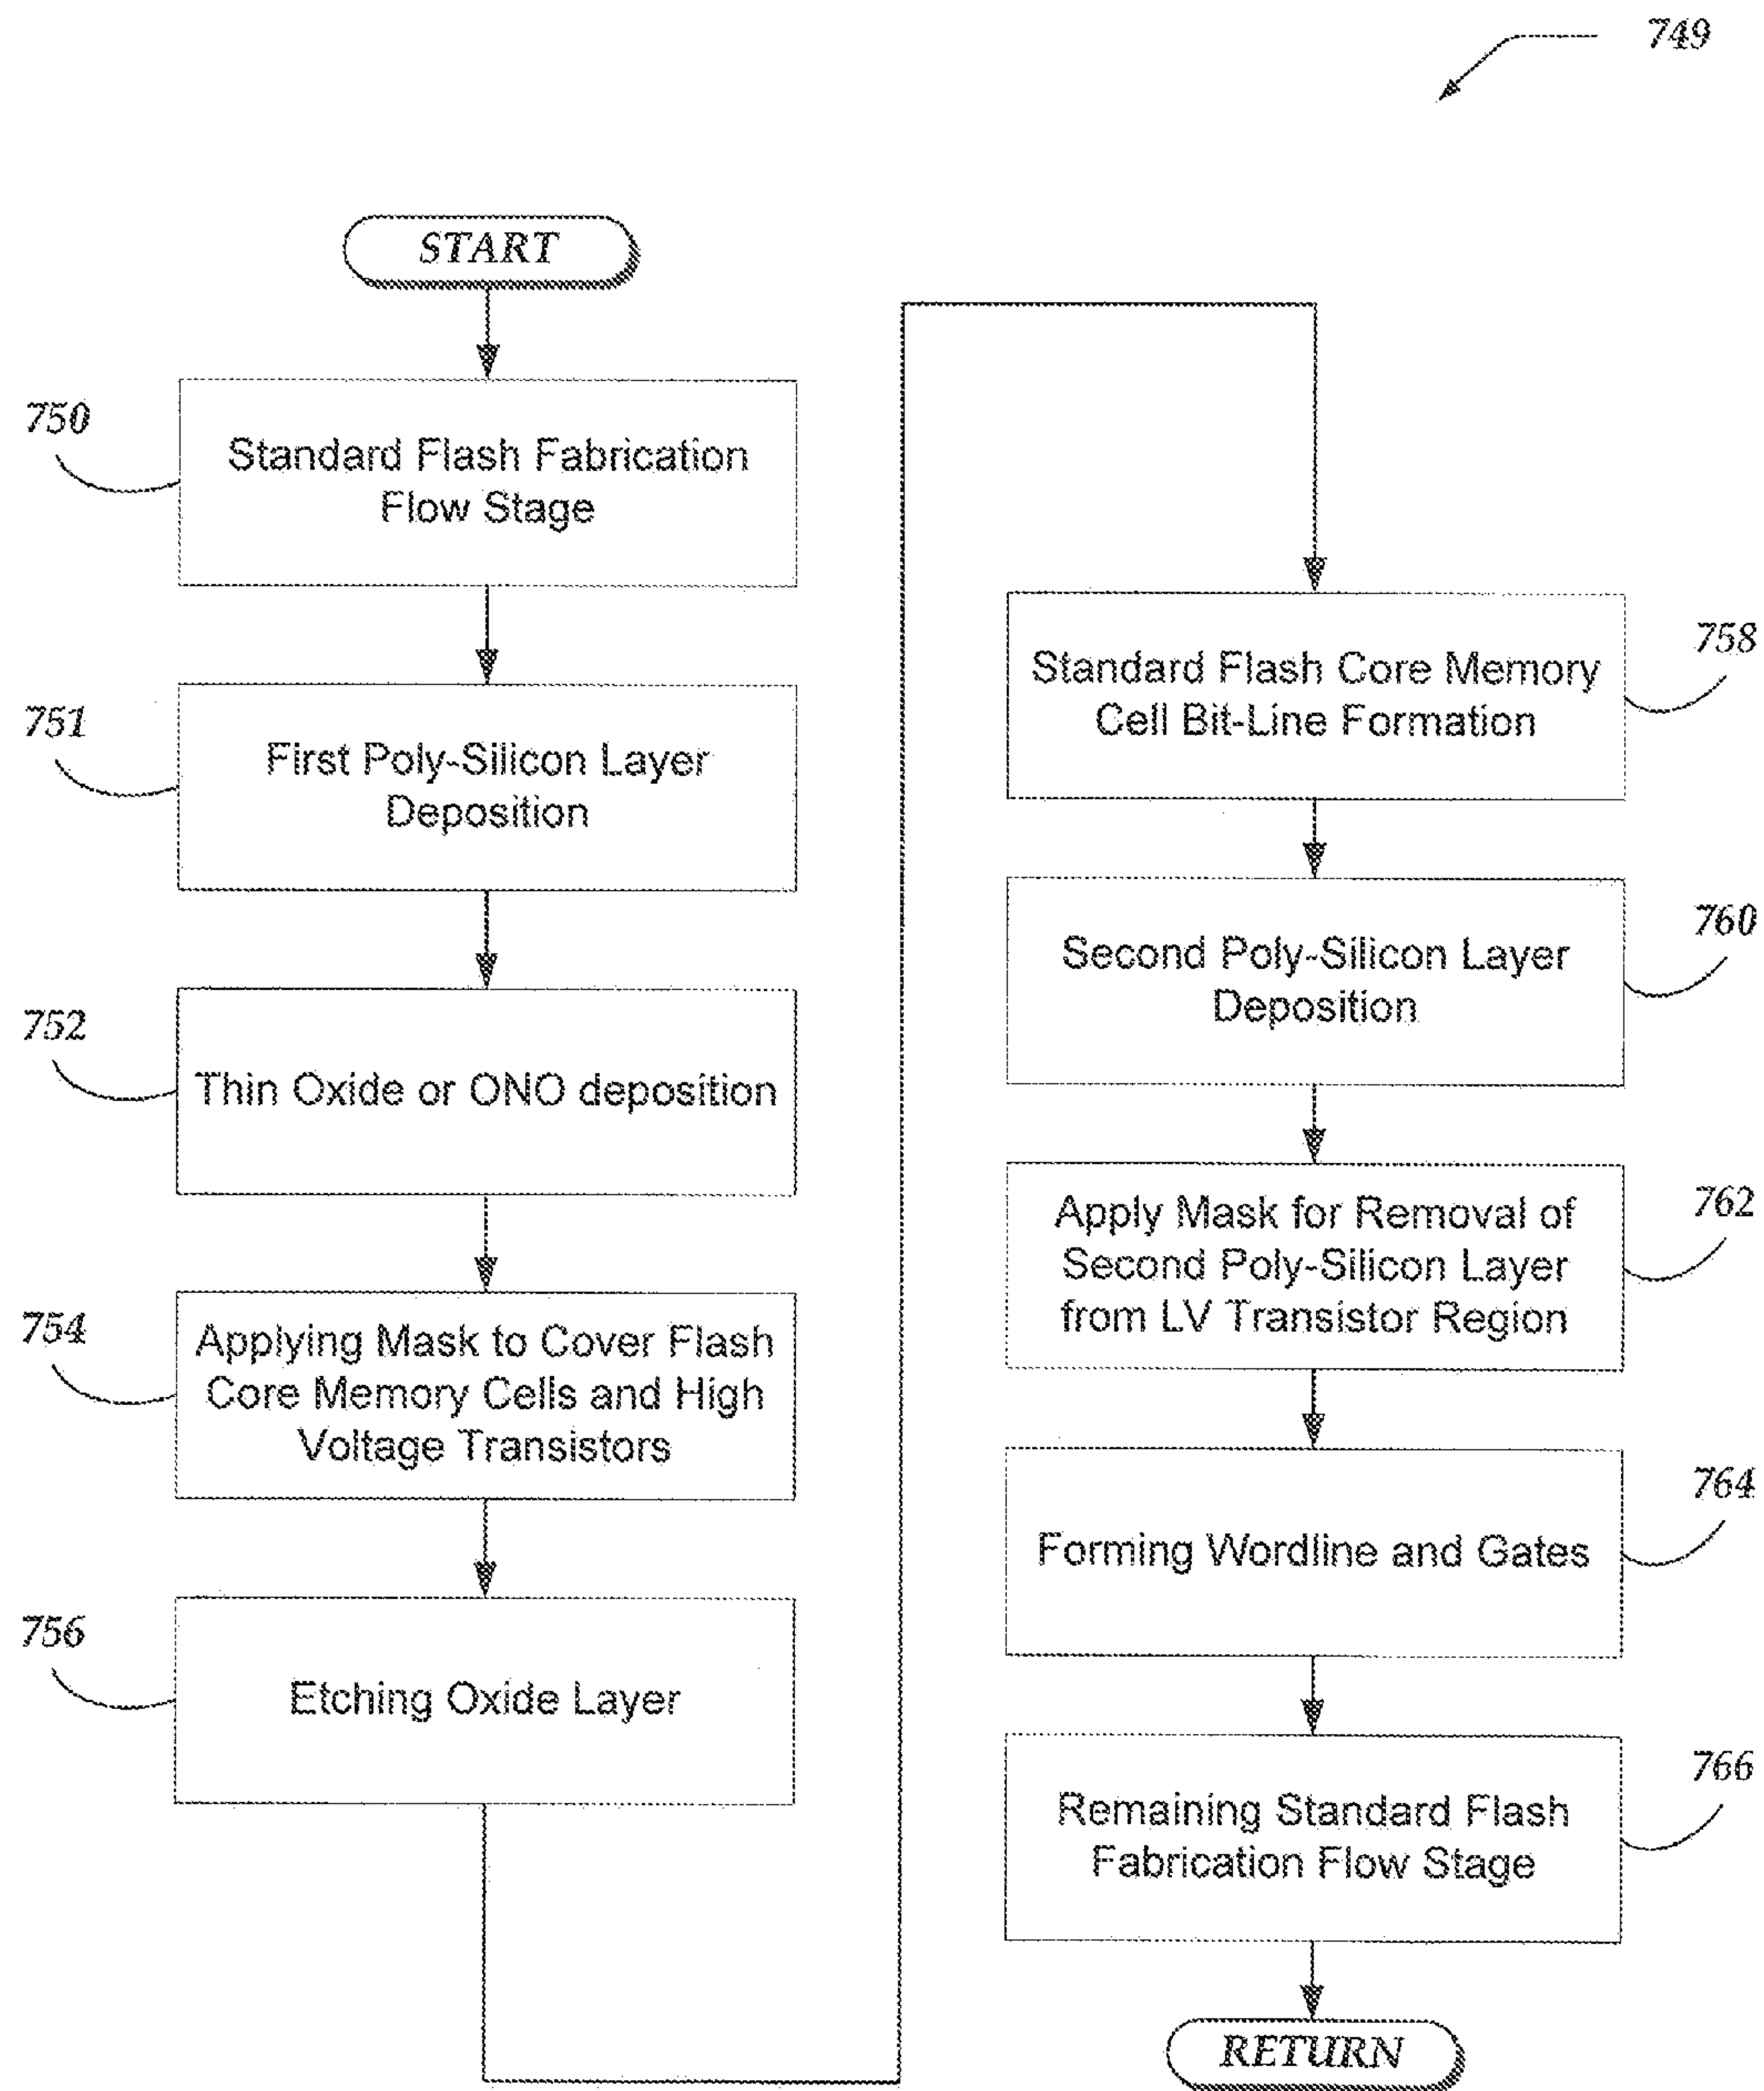 749
START
750
Standard Flash Fabrication
Flow Stage
751
First Poly-Silicon Layer
Deposition
752
Thin Oxide or ONO deposition
754
Applying Mask to Cover Flash
Core Memory Cells and High
Voltage Transistors
756
Etching Oxide Layer
758
Standard Flash Core Memory
Cell Bit-Line Formation
760
Second Poly-Silicon Layer
Deposition
762
Apply Mask for Removal of
Second Poly-Silicon Layer
from LV Transistor Region
764
Forming Wordline and Gates
766
Remaining Standard Flash
Fabrication Flow Stage
RETURN